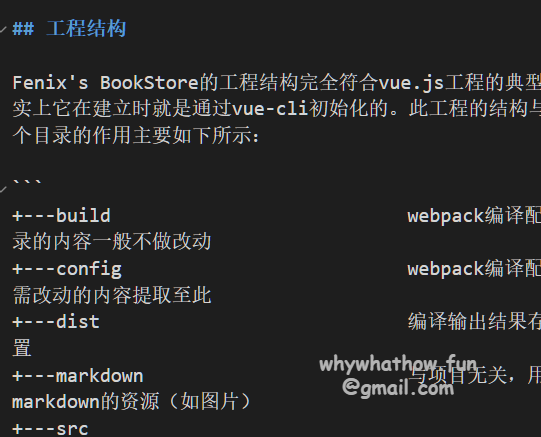 ## 工程结构
Fenix's BookStore的工程结构完全符合vue.js工程的典型
实上它在建立时就是通过vue-cli初始化的。此工程的结构与
个目录的作用主要如下所示：
```
+---build webpack编译配
录的内容一般不做改动
+---config webpack编译配
需改动的内容提取至此
+---dist 编译输出结果存
置
+---markdown 与项目无关，用
markdown的资源（如图片）
+---src
whywhathow.fun
@gmail.com